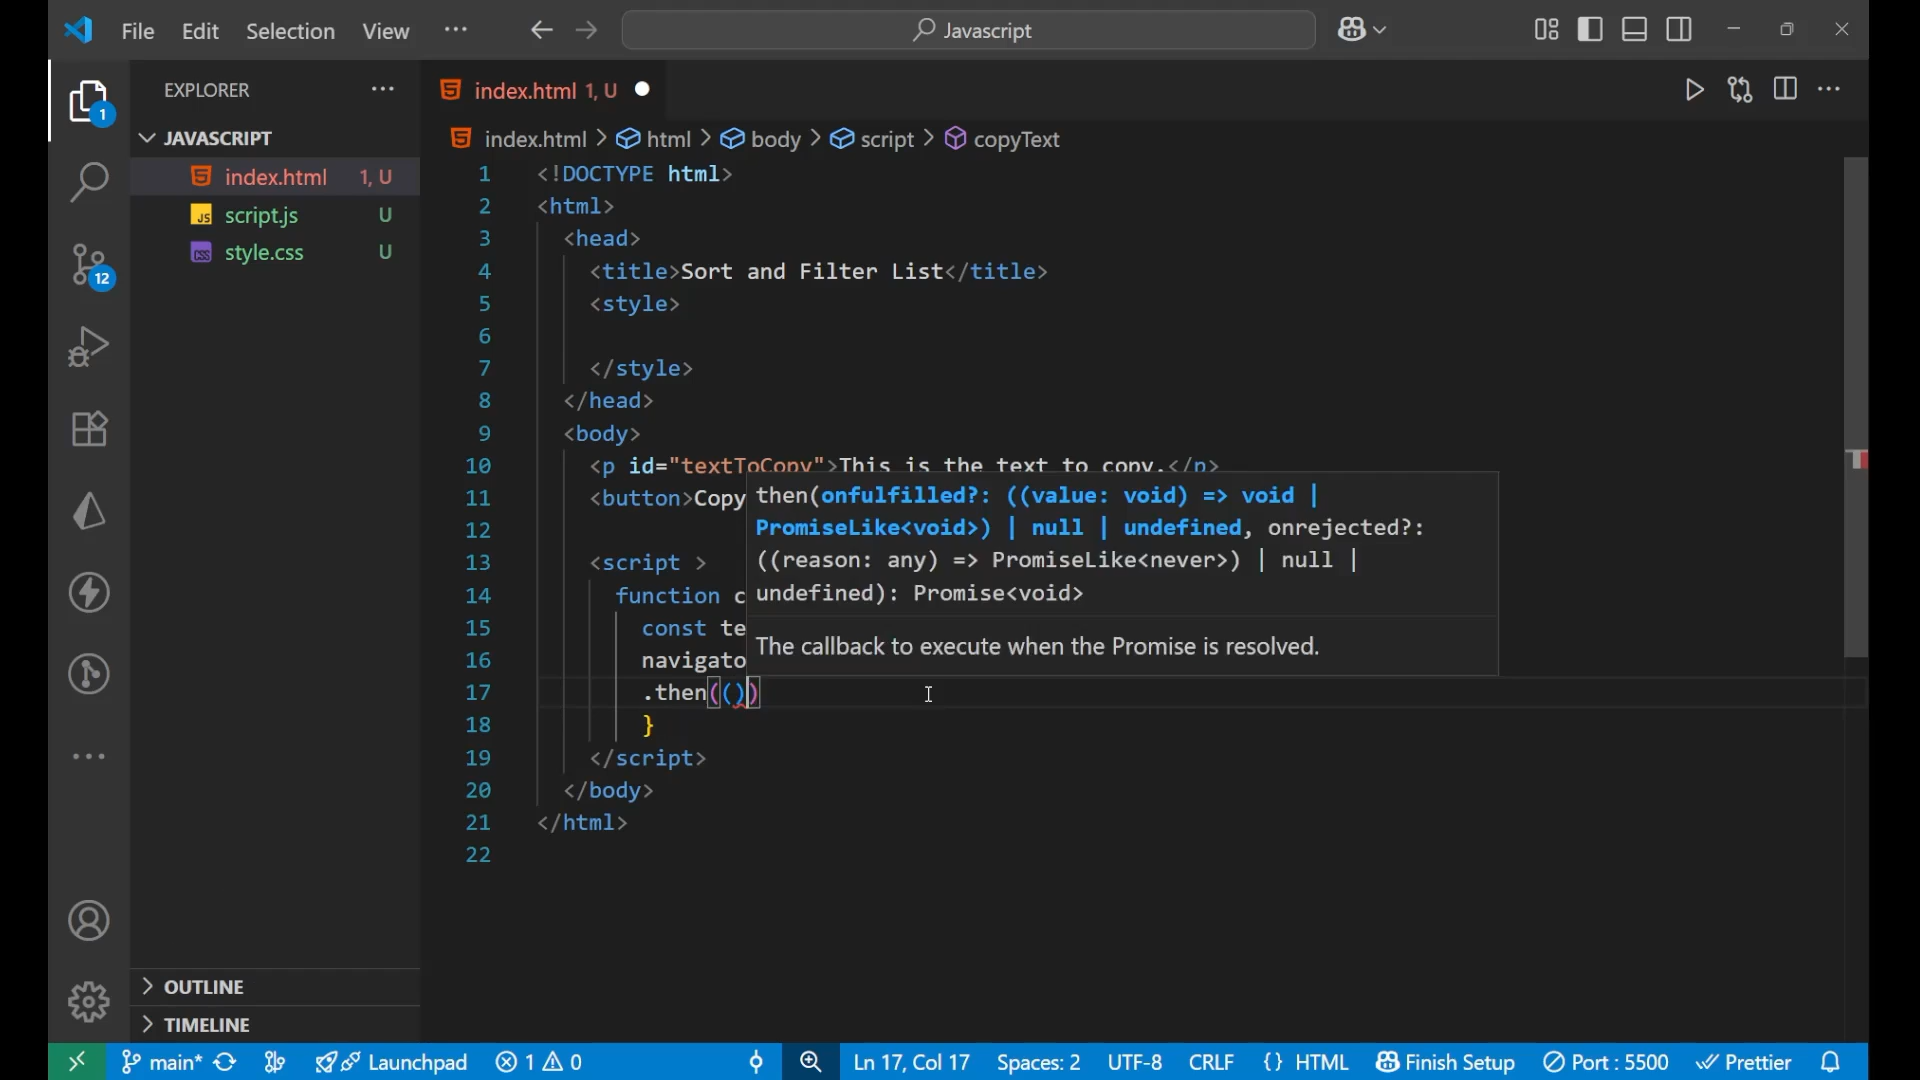 File Edit Selection View ··· Javascript
EXPLORER ···
JAVASCRIPT
index.html 1, U
script.js U
style.css U
1
12
OUTLINE
TIMELINE
index.html 1, U
index.html > html > body > script > copyText
1 <!DOCTYPE html>
2 <html>
3 <head>
4 <title>Sort and Filter List</title>
5 <style>
6
7 </style>
8 </head>
9 <body>
10 <p id="textToCopy">This is the text to copy.</p>
11 <button>Copy
12
13 <script >
14 function c
15 const te
16 navigato
17 .then(())
18 }
19 </script>
20 </body>
21 </html>
22
then(onfulfilled?: ((value: void) => void |
PromiseLike<void>) | null | undefined, onrejected?:
((reason: any) => PromiseLike<never>) | null |
undefined): Promise<void>
The callback to execute when the Promise is resolved.
main* Launchpad 1 0 Ln 17, Col 17 Spaces: 2 UTF-8 CRLF {} HTML Finish Setup Port : 5500 Prettier